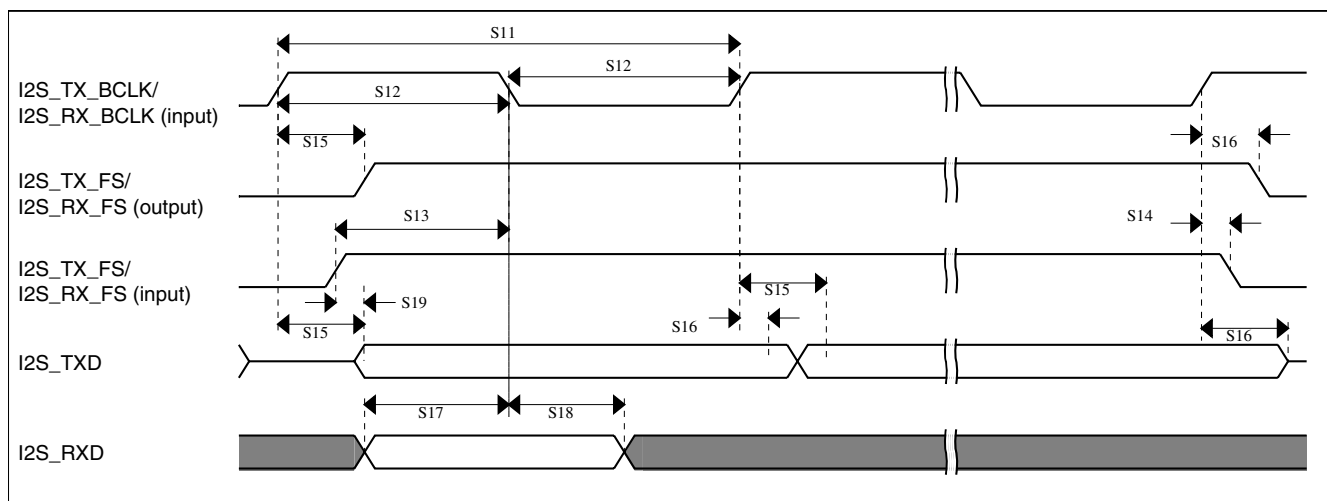 S11
I2S_TX_BCLK/
I2S_RX_BCLK (input)
S12
S12
S15
S16
I2S_TX_FS/
I2S_RX_FS (output)
S13
S14
I2S_TX_FS/
I2S_RX_FS (input)
S19
S15
S15
S16
S16
I2S_TXD
S17
S18
I2S_RXD